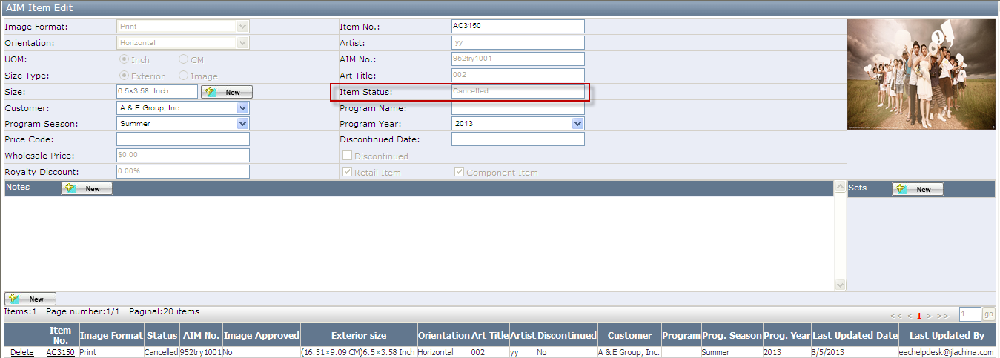 AIM Item Edit
Image Format: Print Item No.: AC3150
Orientation: Horizontal Artist: .yy
UOM: Inch CM AIM No.: 952try1001
Size Type: Exterior Image Art Title: 002
Size: 6.5×3.58 Inch New Item Status: Cancelled
Customer: A & E Group, Inc. Program Name:
Program Season: Summer Program Year: 2013
Price Code: Discontinued Date:
Wholesale Price: $0.00 Discontinued
Royalty Discount: 0.00% Retail Item Component Item
Notes New Sets New
New
Items:1 Page number:1/1 Paginal:20 items << < 1 > >> 1 go
Item No. Image Format Status AIM No. Image Approved Exterior size Orientation Art Title Artist Discontinued Customer Program Prog. Season Prog. Year Last Updated Date Last Updated By
Delete AC3150 Print Cancelled 952try1001 No (16.51×9.09 CM)6.5×3.58 Inch Horizontal 002 yy No A & E Group, Inc. Summer 2013 8/5/2013 eechelpdesk@jlachina.com